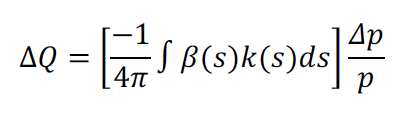 ΔQ = [-1/4π ∫ β(s)k(s)ds] Δp/p